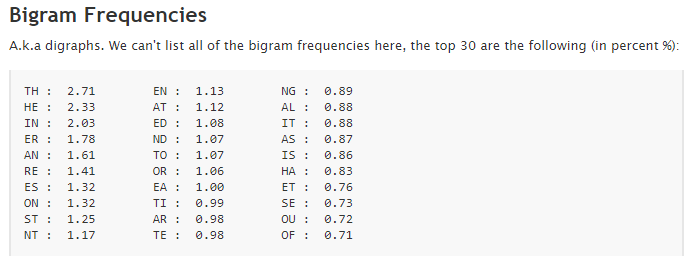 Bigram Frequencies
A.k.a digraphs. We can't list all of the bigram frequencies here, the top 30 are the following (in percent %):
TH :  2.71        EN :  1.13        NG :  0.89
HE :  2.33        AT :  1.12        AL :  0.88
IN :  2.03        ED :  1.08        IT :  0.88
ER :  1.78        ND :  1.07        AS :  0.87
AN :  1.61        TO :  1.07        IS :  0.86
RE :  1.41        OR :  1.06        HA :  0.83
ES :  1.32        EA :  1.00        ET :  0.76
ON :  1.32        TI :  0.99        SE :  0.73
ST :  1.25        AR :  0.98        OU :  0.72
NT :  1.17        TE :  0.98        OF :  0.71